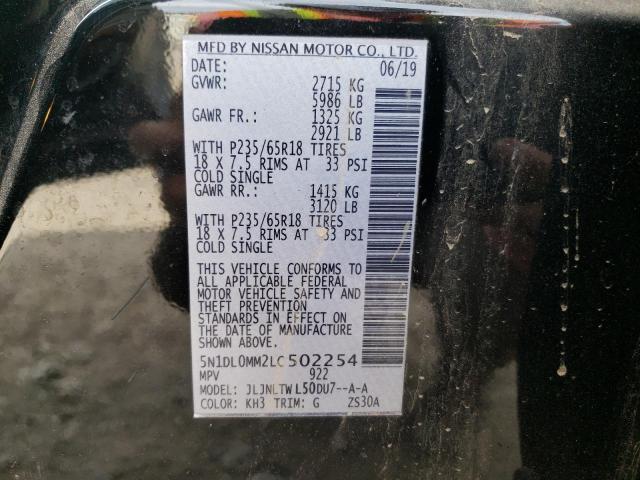 MFD BY NISSAN MOTOR CO., LTD.
DATE: 06/19
GVWR: 2715 KG
5986 LB
GAWR FR.: 1325 KG
2921 LB
WITH P235/65R18 TIRES
18 X 7.5 RIMS AT 33 PSI
COLD SINGLE
GAWR RR.: 1415 KG
3120 LB
WITH P235/65R18 TIRES
18 X 7.5 RIMS AT 33 PSI
COLD SINGLE
THIS VEHICLE CONFORMS TO
ALL APPLICABLE FEDERAL
MOTOR VEHICLE SAFETY AND
THEFT PREVENTION
STANDARDS IN EFFECT ON
THE DATE OF MANUFACTURE
SHOWN ABOVE.
5N1DL0MM2LC502254
MPV 922
MODEL: JLJNLTWL50DU7--A-A
COLOR: KH3 TRIM: G ZS30A